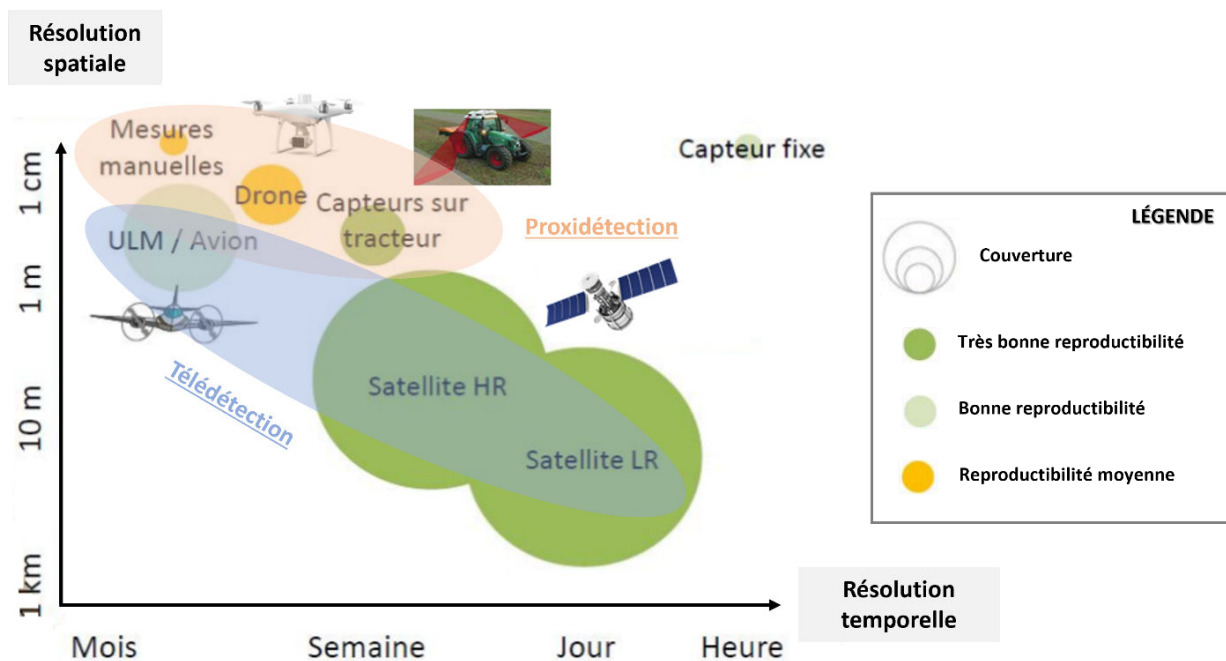 Résolution
spatiale
Mesures
manuelles
Drone
Capteurs sur
tracteur
ULM / Avion
Capteur fixe
Proxidétection
Télédétection
Satellite HR
Satellite LR
1 cm
1 m
10 m
1 km
Mois
Semaine
Jour
Heure
Résolution
temporelle
LÉGENDE
Couverture
Très bonne reproductibilité
Bonne reproductibilité
Reproductibilité moyenne